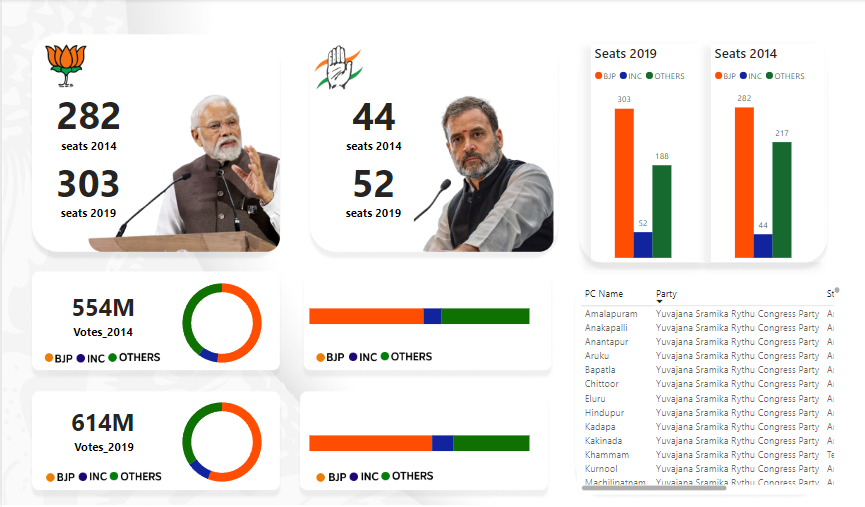 282
seats 2014
303
seats 2019
44
seats 2014
52
seats 2019
Seats 2019
BJP INC OTHERS
303
52
188
Seats 2014
BJP INC OTHERS
282
44
217
554M
Votes_2014
BJP INC OTHERS
BJP INC OTHERS
614M
Votes_2019
BJP INC OTHERS
BJP INC OTHERS
PC Name Party St
Amalapuram Yuvajana Sramika Rythu Congress Party
Anakapalli Yuvajana Sramika Rythu Congress Party
Anantapur Yuvajana Sramika Rythu Congress Party
Aruku Yuvajana Sramika Rythu Congress Party
Bapatla Yuvajana Sramika Rythu Congress Party
Chittoor Yuvajana Sramika Rythu Congress Party
Eluru Yuvajana Sramika Rythu Congress Party
Hindupur Yuvajana Sramika Rythu Congress Party
Kadapa Yuvajana Sramika Rythu Congress Party
Kakinada Yuvajana Sramika Rythu Congress Party
Khammam Yuvajana Sramika Rythu Congress Party Te
Kurnool Yuvajana Sramika Rythu Congress Party
Machilipatnam Yuvajana Sramika Rythu Congress Party